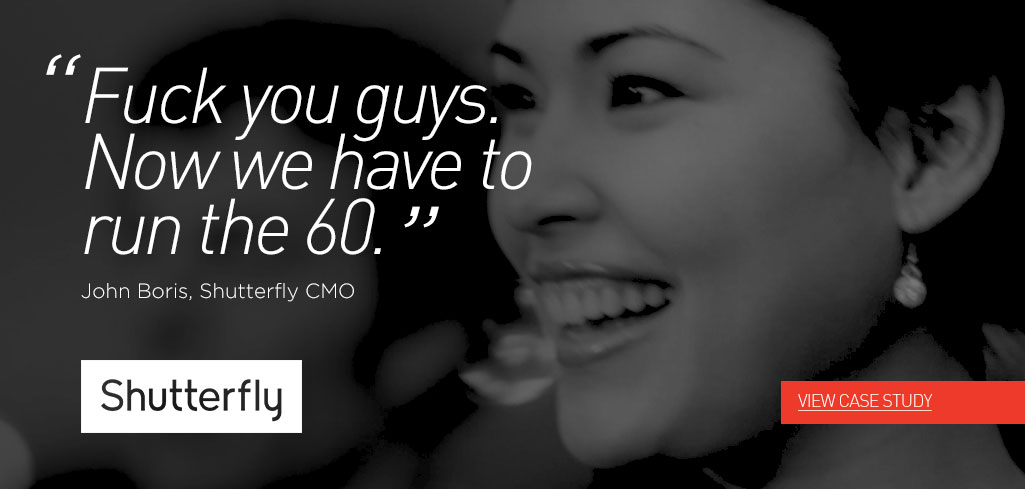 “Fuck you guys.
Now we have to
run the 60.”
John Boris, Shutterfly CMO
Shutterfly
VIEW CASE STUDY